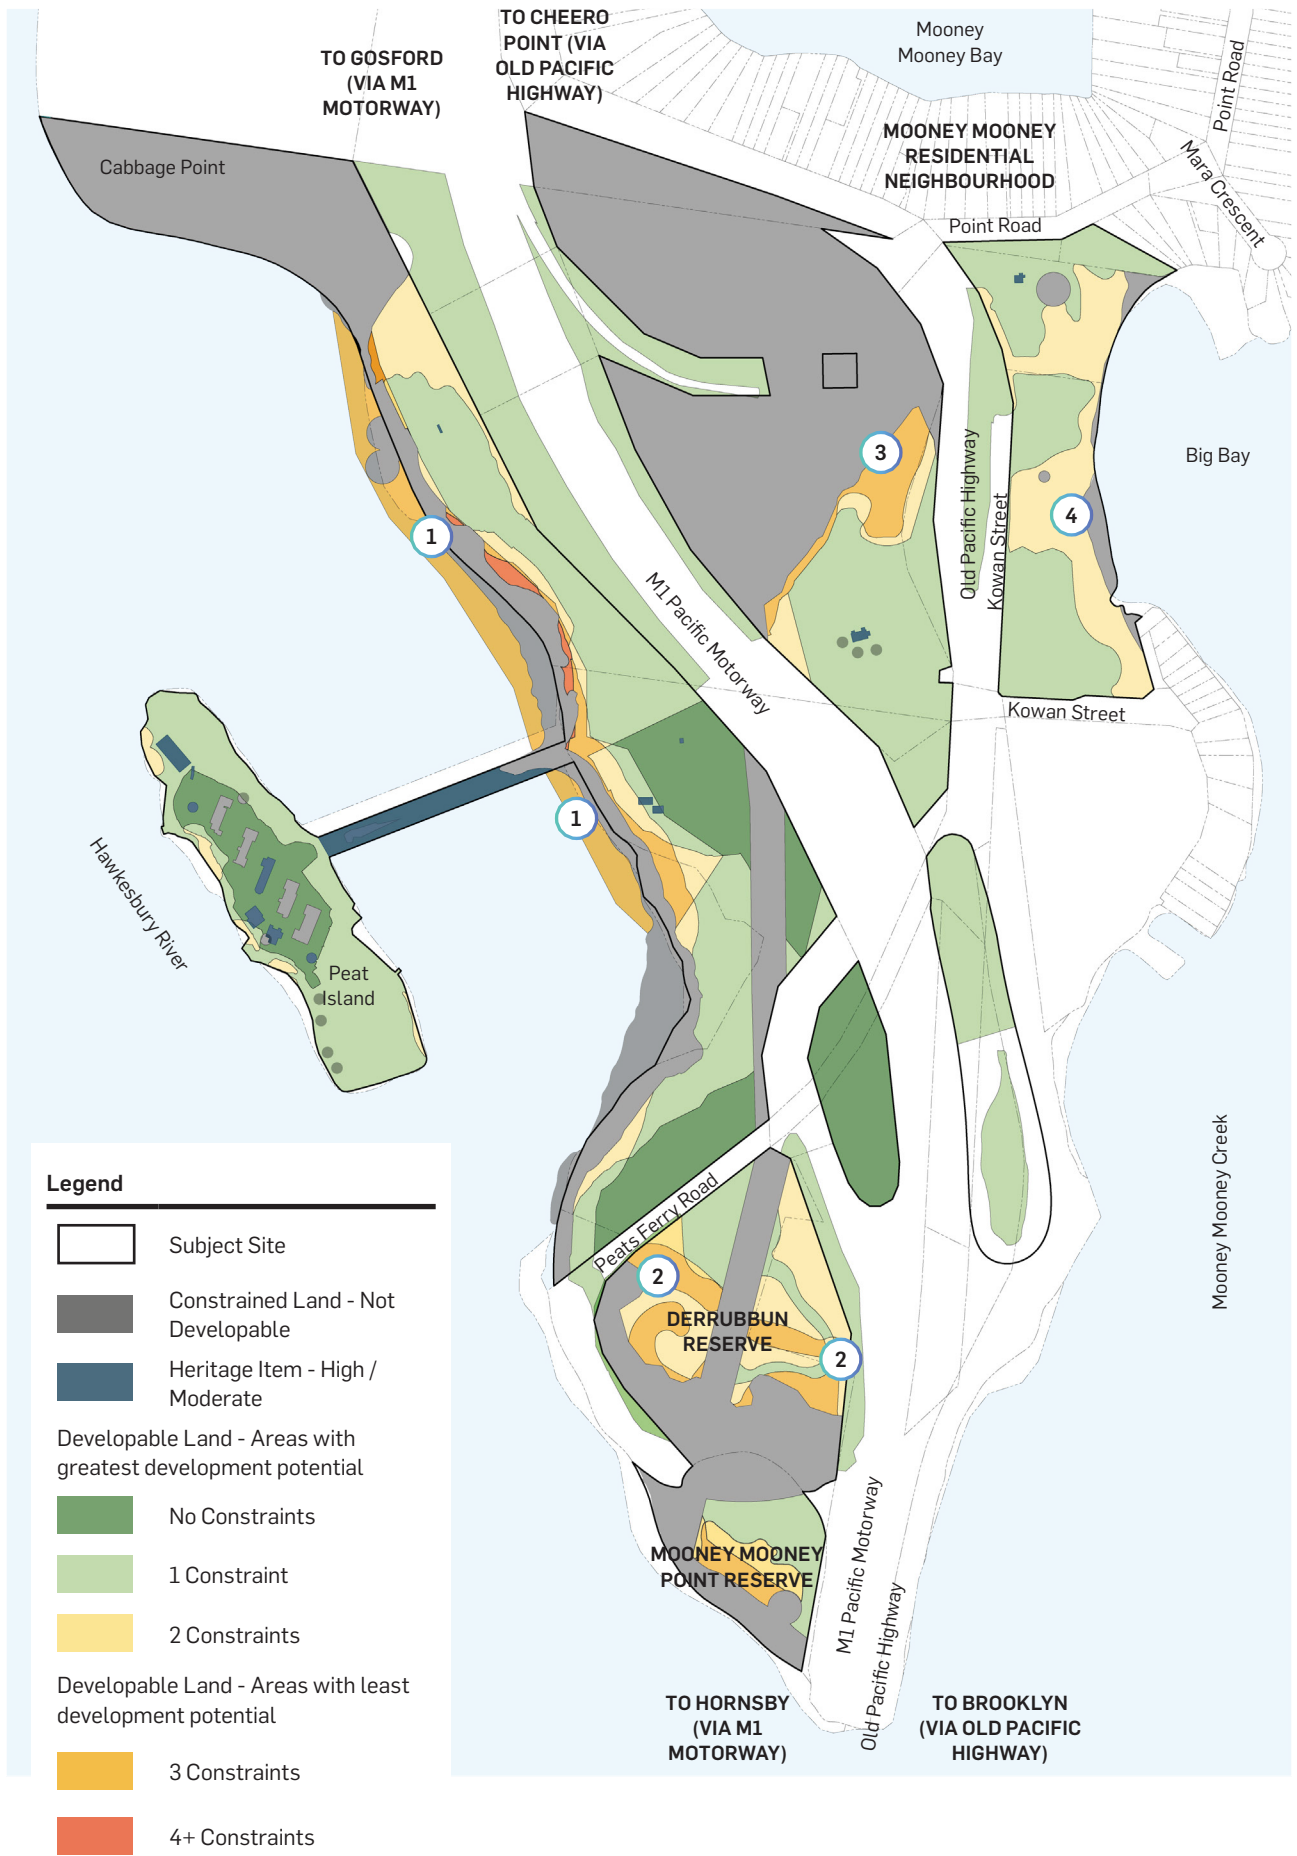 TO CHEERO
POINT (VIA
OLD PACIFIC
HIGHWAY)
TO GOSFORD
(VIA M1
MOTORWAY)
Mooney
Mooney Bay
Point Road
MOONEY MOONEY
RESIDENTIAL
NEIGHBOURHOOD
Mara Crescent
Cabbage Point
Point Road
3
Big Bay
4
1
Old Pacific Highway
Kowan Street
M1 Pacific Motorway
Kowan Street
1
Hawkesbury River
Peat
Island
Mooney Mooney Creek
Peats Ferry Road
2
DERRUBBUN
RESERVE
2
MOONEY MOONEY
POINT RESERVE
M1 Pacific Motorway
Old Pacific Highway
TO HORNSBY
(VIA M1
MOTORWAY)
TO BROOKLYN
(VIA OLD PACIFIC
HIGHWAY)
Legend
Subject Site
Constrained Land - Not
Developable
Heritage Item - High /
Moderate
Developable Land - Areas with
greatest development potential
No Constraints
1 Constraint
2 Constraints
Developable Land - Areas with least
development potential
3 Constraints
4+ Constraints